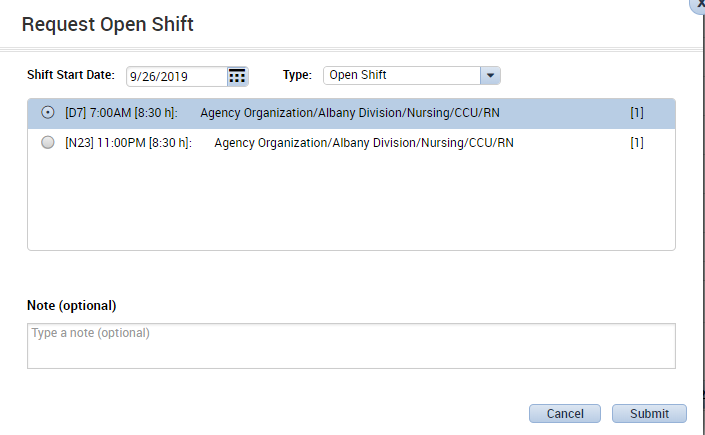 Request Open Shift
X
Shift Start Date: 9/26/2019 Type: Open Shift
[D7] 7:00AM [8:30 h]: Agency Organization/Albany Division/Nursing/CCU/RN [1]
[N23] 11:00PM [8:30 h]: Agency Organization/Albany Division/Nursing/CCU/RN [1]
Note (optional)
Type a note (optional)
Cancel Submit